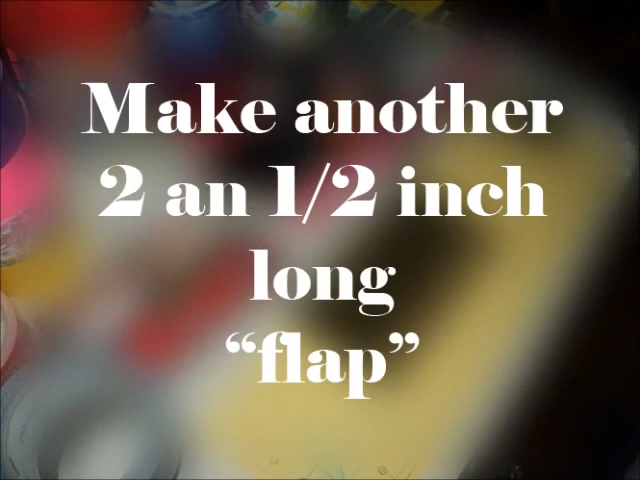 Make another
2 an 1/2 inch
long
“flap”